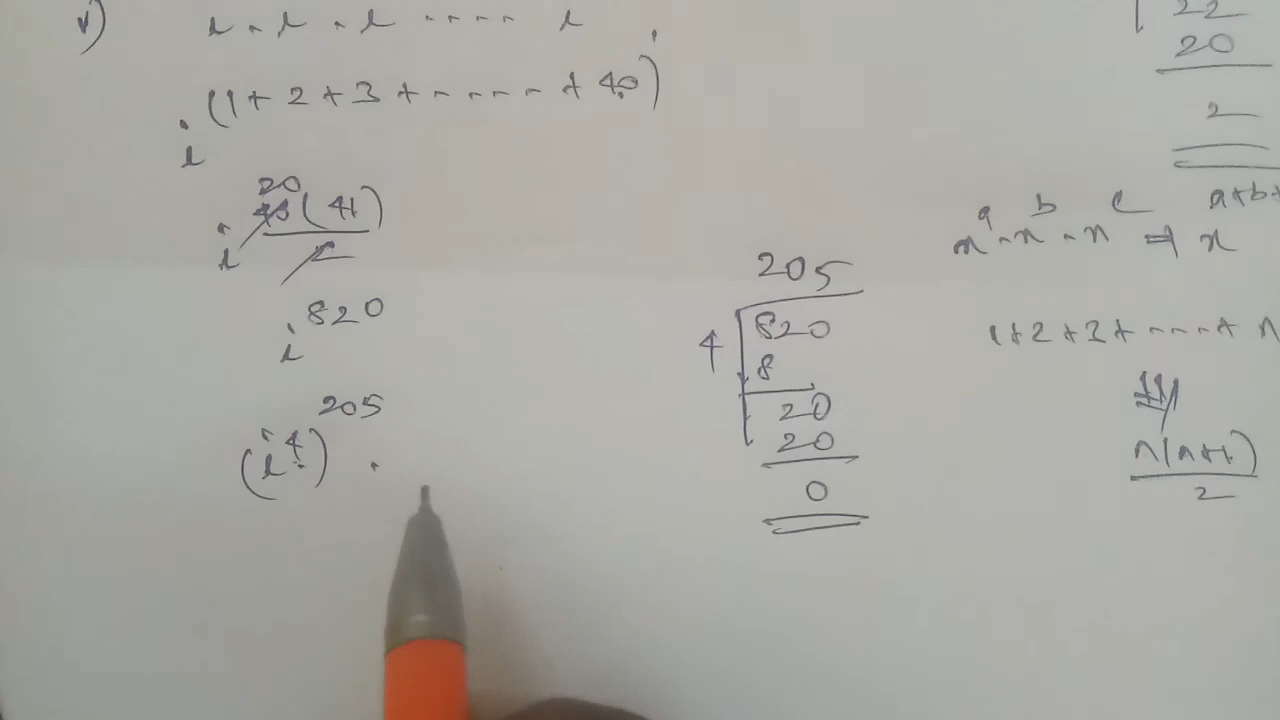 v) i . i . i ..... i
i^(1+2+3+.....+40)
i^(20 40(41)/2)
i^820
(i^4)^205 .
205
4 820
8
20
20
0
22
20
2
x^a . x^b . x^c ⇒ x^a+b+
1+2+3+.....+ n
n(n+1)
2